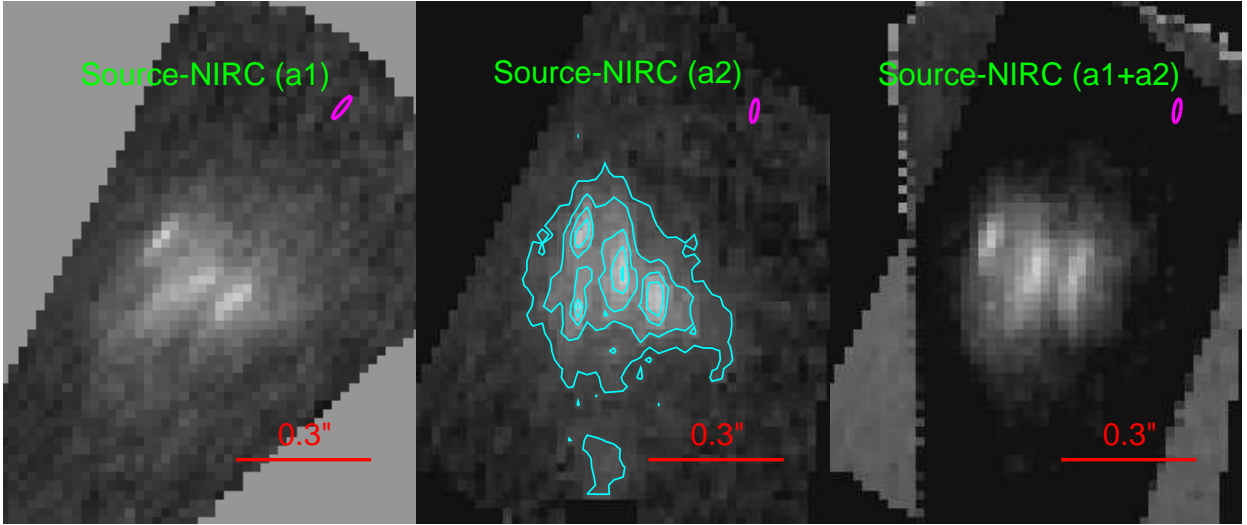 Source-NIRC (a1)
Source-NIRC (a2)
Source-NIRC (a1+a2)
0.3"
0.3"
0.3"